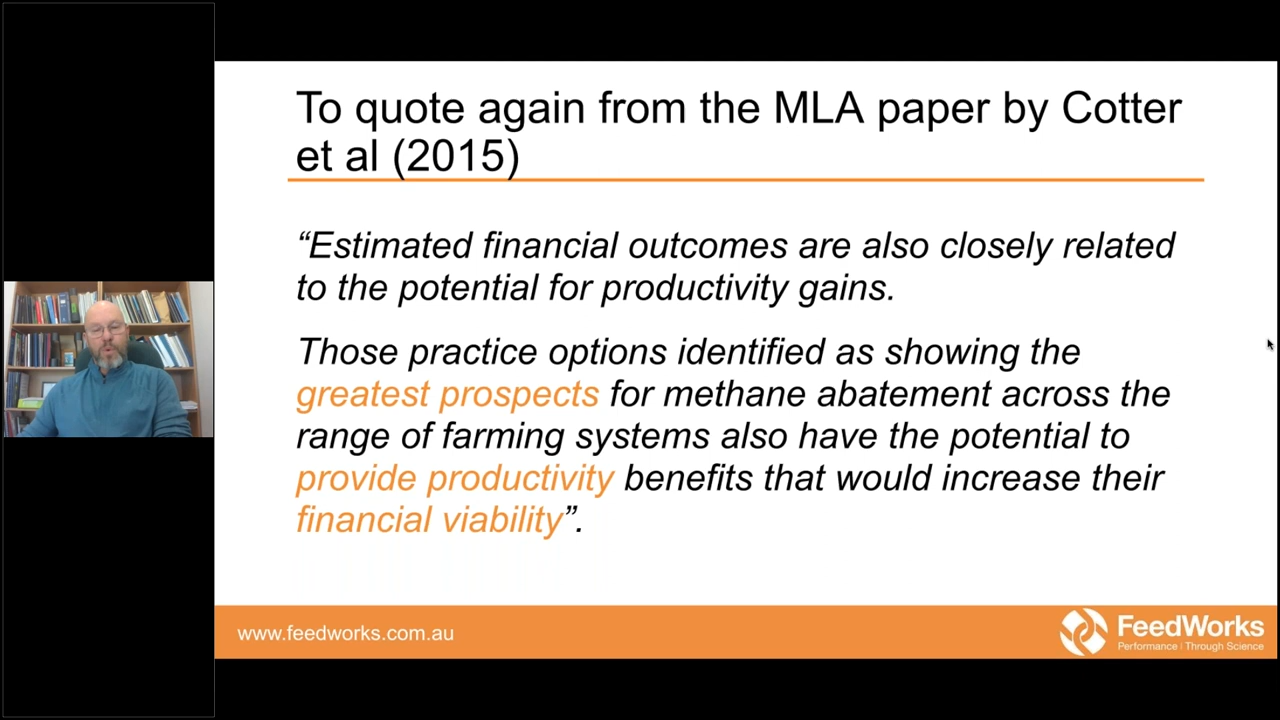 To quote again from the MLA paper by Cotter
et al (2015)
“Estimated financial outcomes are also closely related
to the potential for productivity gains.
Those practice options identified as showing the
greatest prospects for methane abatement across the
range of farming systems also have the potential to
provide productivity benefits that would increase their
financial viability”.
www.feedworks.com.au
FeedWorks
Performance | Through Science